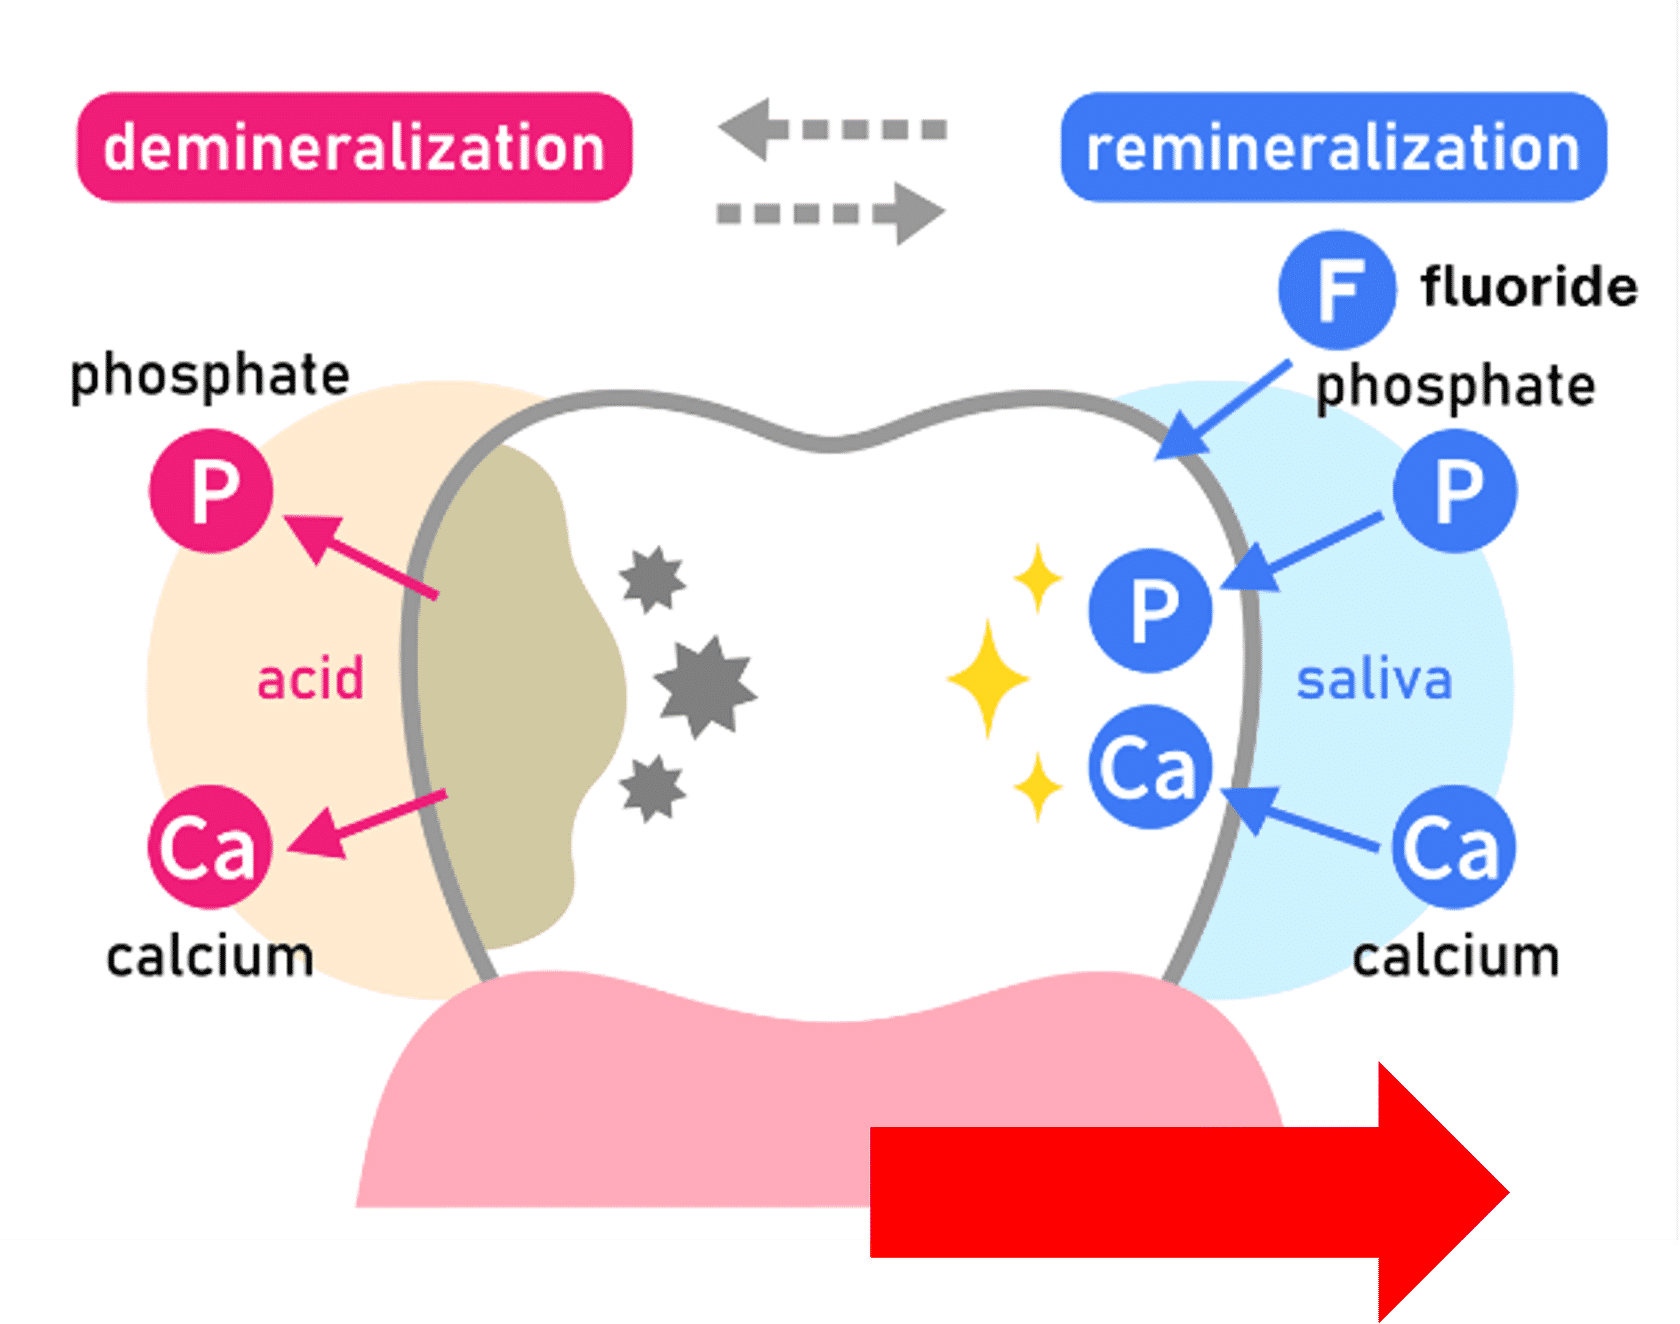 demineralization
remineralization
F fluoride
phosphate
phosphate
P
P
P
acid
saliva
Ca
Ca
Ca
calcium
calcium